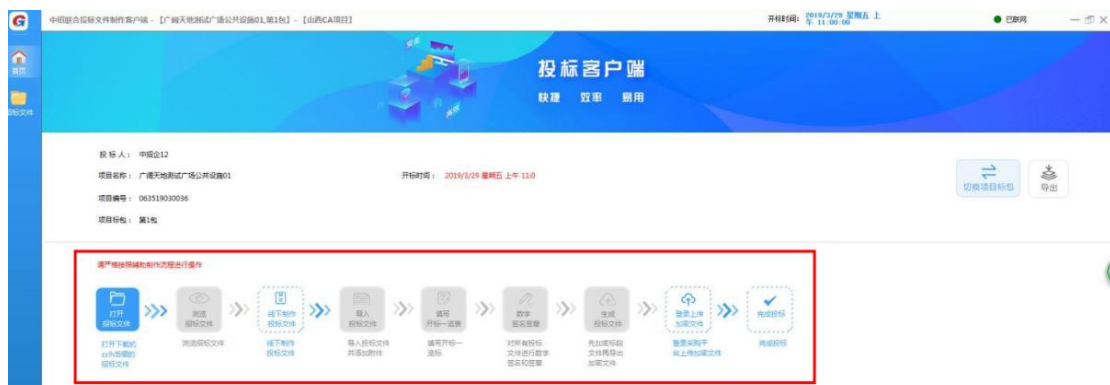 中招联合投标文件制作客户端 - 【广阔天地测试广场公共设施01,第1包】 - 【山西CA项目】
开标时间: 2019/3/29 星期五 上午 11:00:00
已联网
首页
招标文件
投标客户端
快捷 效率 易用
投 标 人: 中招企12
项目名称: 广阔天地测试广场公共设施01
开标时间: 2019/3/29 星期五 上午 11:0
项目编号: 063519030036
项目标包: 第1包
切换项目标包
导出
请严格按照辅助制作流程进行操作
打开
招标文件
浏览
招标文件
线下制作
投标文件
导入
投标文件
填写
开标一览表
数字
签名签章
生成
投标文件
登录上传
加密文件
完成投标
打开下载的
zzlh后缀的
招标文件
浏览招标文件
线下制作
投标文件
导入投标文件
并添加附件
填写开标一
览标
对所有投标
文件进行数字
签名和签章
先加密标段
文件再导出
加密文件
登录采购平
台上传加密文件
完成投标